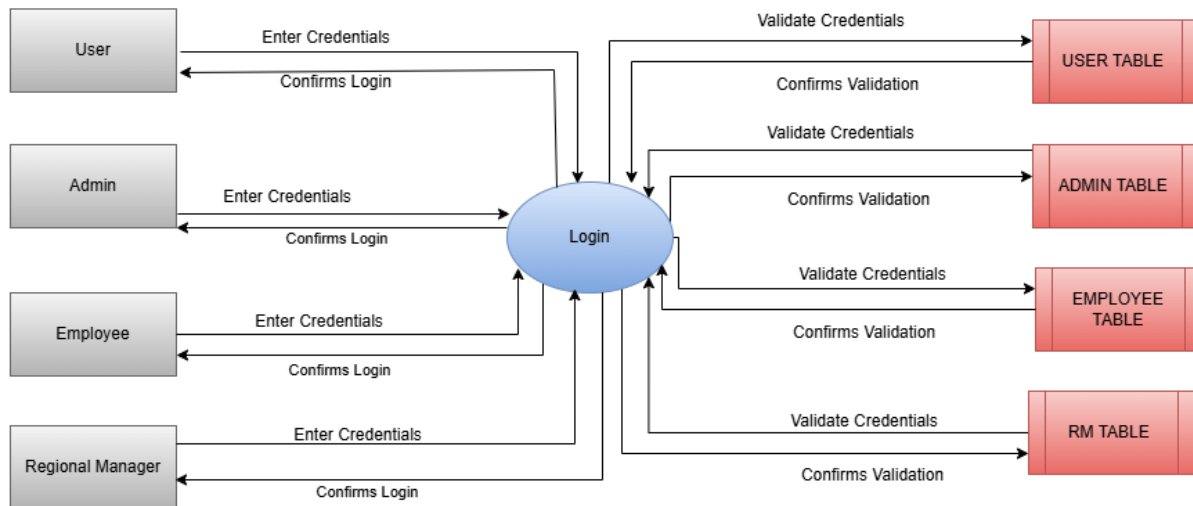 User
Enter Credentials
Confirms Login
Validate Credentials
Confirms Validation
USER TABLE
Admin
Enter Credentials
Confirms Login
Login
Validate Credentials
Confirms Validation
ADMIN TABLE
Employee
Enter Credentials
Confirms Login
Validate Credentials
Confirms Validation
EMPLOYEE
TABLE
Regional Manager
Enter Credentials
Confirms Login
Validate Credentials
Confirms Validation
RM TABLE